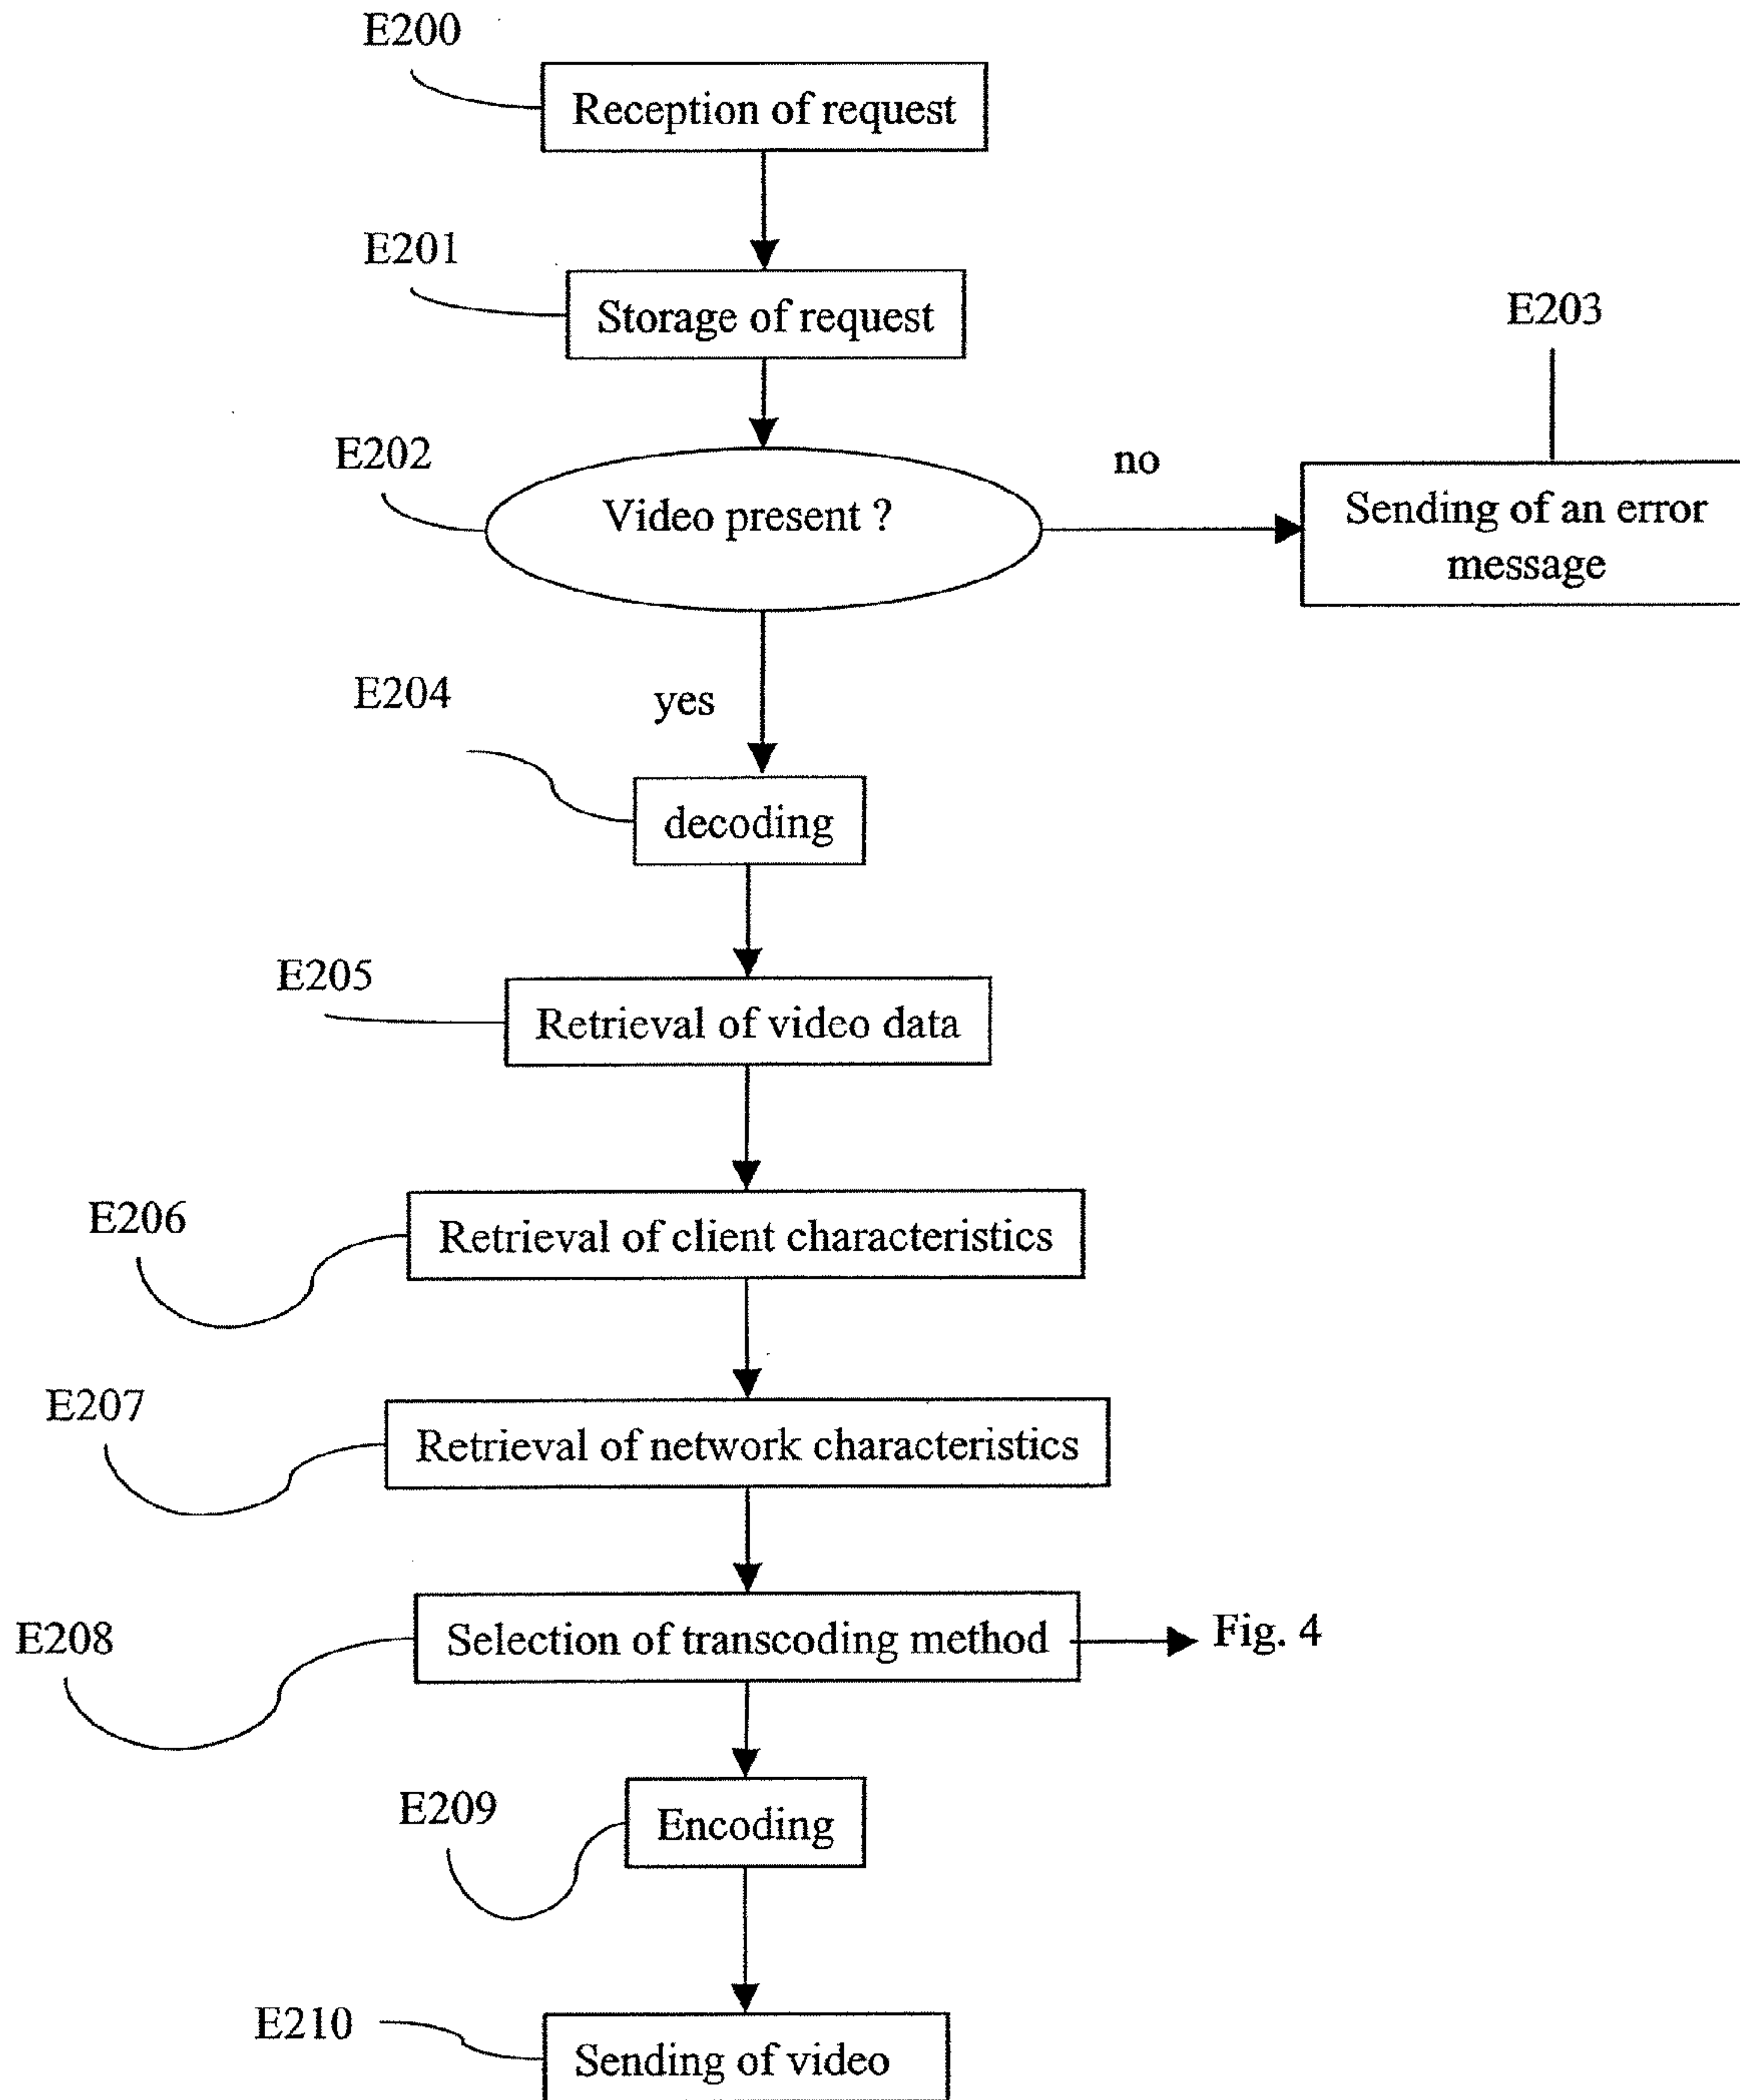 E200
Reception of request
E201
Storage of request
E203
E202
Video present ?
no
Sending of an error
message
E204
yes
decoding
E205
Retrieval of video data
E206
Retrieval of client characteristics
E207
Retrieval of network characteristics
E208
Selection of transcoding method
Fig. 4
E209
Encoding
E210
Sending of video